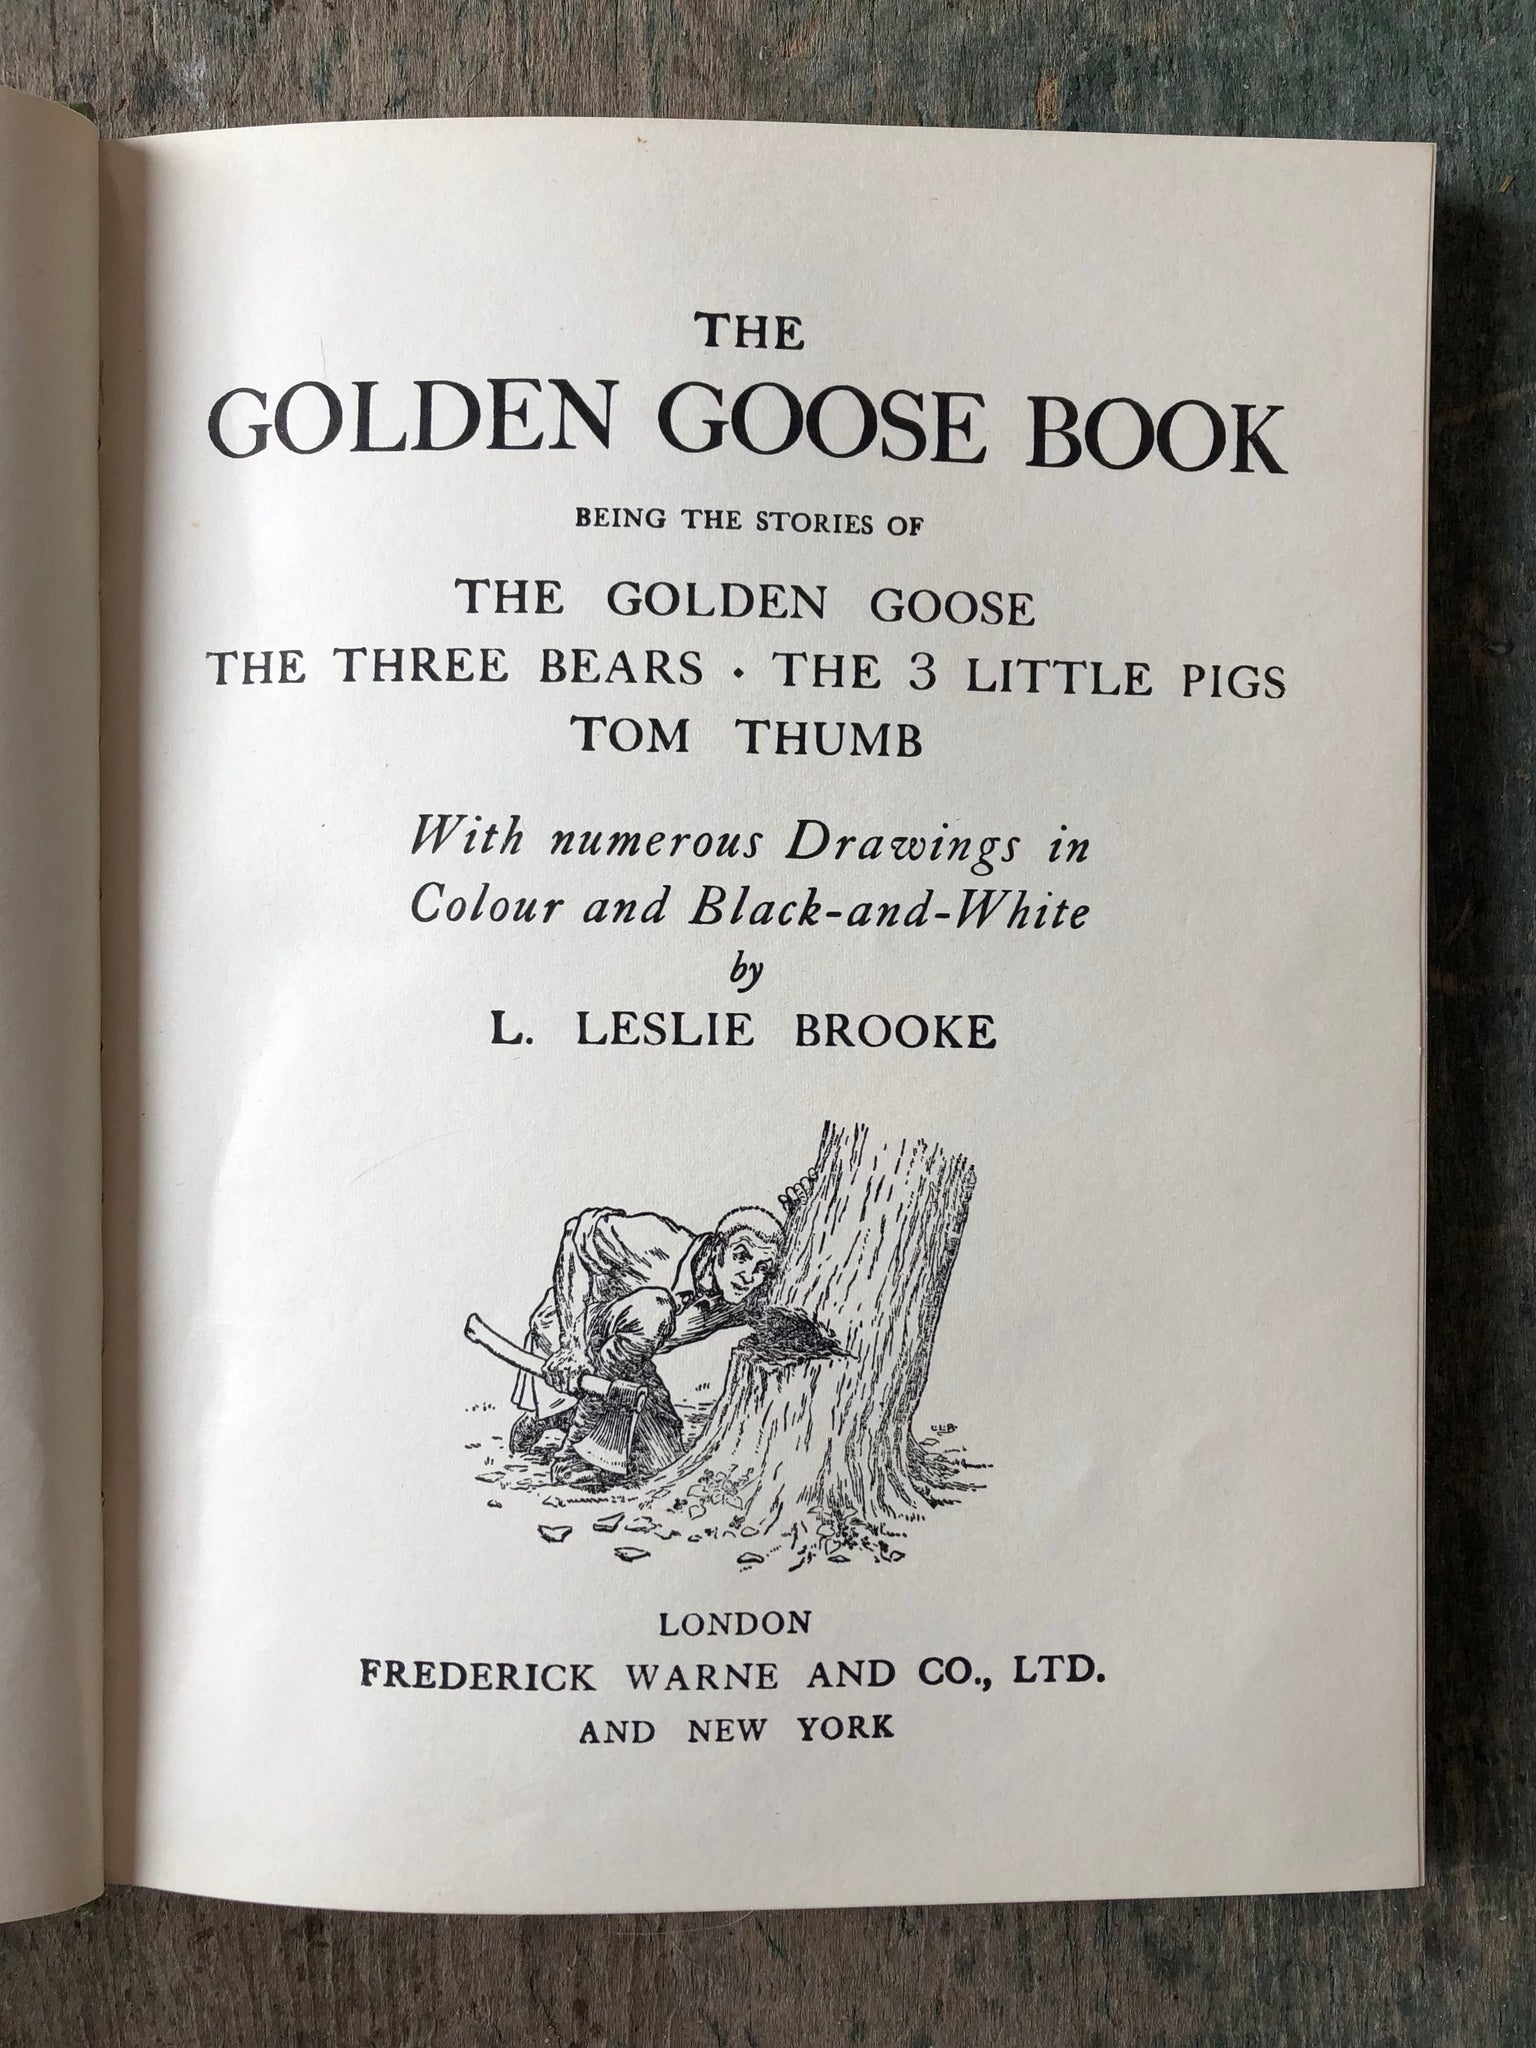 THE
GOLDEN GOOSE BOOK
BEING THE STORIES OF
THE GOLDEN GOOSE
THE THREE BEARS · THE 3 LITTLE PIGS
TOM THUMB
With numerous Drawings in
Colour and Black-and-White
by
L. LESLIE BROOKE
L.L.B.
LONDON
FREDERICK WARNE AND CO., LTD.
AND NEW YORK